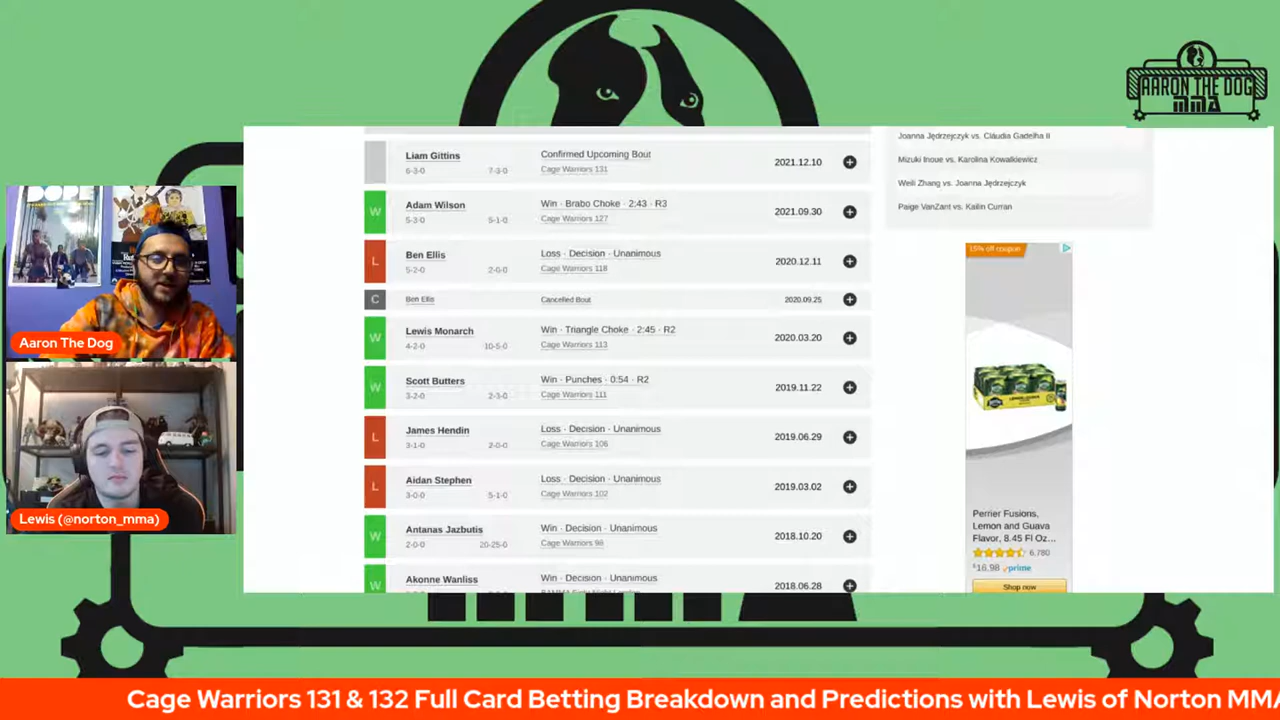 AARON THE DOG
MMA
Joanna Jędrzejczyk vs. Cláudia Gadelha II
Mizuki Inoue vs. Karolina Kowalkiewicz
Weili Zhang vs. Joanna Jędrzejczyk
Paige VanZant vs. Kailin Curran
Liam Gittins
6-3-0 7-3-0
Confirmed Upcoming Bout
Cage Warriors 131
2021.12.10
W
Adam Wilson
5-3-0 5-1-0
Win · Brabo Choke · 2:43 · R3
Cage Warriors 127
2021.09.30
L
Ben Ellis
5-2-0 2-0-0
Loss · Decision · Unanimous
Cage Warriors 118
2020.12.11
C
Ben Ellis
Cancelled Bout
2020.09.25
W
Lewis Monarch
4-2-0 10-5-0
Win · Triangle Choke · 2:45 · R2
Cage Warriors 113
2020.03.20
W
Scott Butters
3-2-0 2-3-0
Win · Punches · 0:54 · R2
Cage Warriors 111
2019.11.22
L
James Hendin
3-1-0 2-0-0
Loss · Decision · Unanimous
Cage Warriors 106
2019.06.29
L
Aidan Stephen
3-0-0 5-1-0
Loss · Decision · Unanimous
Cage Warriors 102
2019.03.02
W
Antanas Jazbutis
2-0-0 20-25-0
Win · Decision · Unanimous
Cage Warriors 98
2018.10.20
W
Akonne Wanliss
Win · Decision · Unanimous
2018.06.28
15% off coupon
Perrier Fusions,
Lemon and Guava
Flavor, 8.45 Fl Oz...
6,780
$16.98 prime
Shop now
DOPE
Aaron The Dog
Lewis (@norton_mma)
Cage Warriors 131 & 132 Full Card Betting Breakdown and Predictions with Lewis of Norton MMA